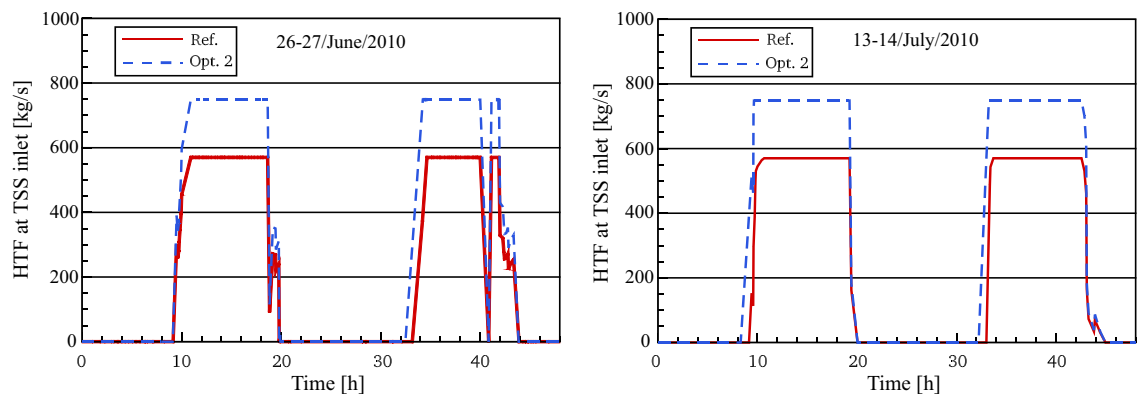 HTF at TSS inlet [kg/s]
1000
800
600
400
200
0
Ref.
Opt. 2
26-27/June/2010
0 10 20 30 40
Time [h]
HTF at TSS inlet [kg/s]
1000
800
600
400
200
0
Ref.
Opt. 2
13-14/July/2010
0 10 20 30 40
Time [h]